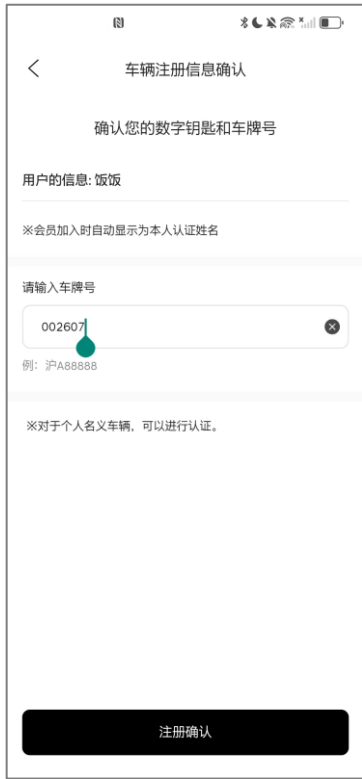 车辆注册信息确认
确认您的数字钥匙和车牌号
用户的信息: 饭饭
※会员加入时自动显示为本人认证姓名
请输入车牌号
002607
例：沪A88888
※对于个人名义车辆，可以进行认证。
注册确认